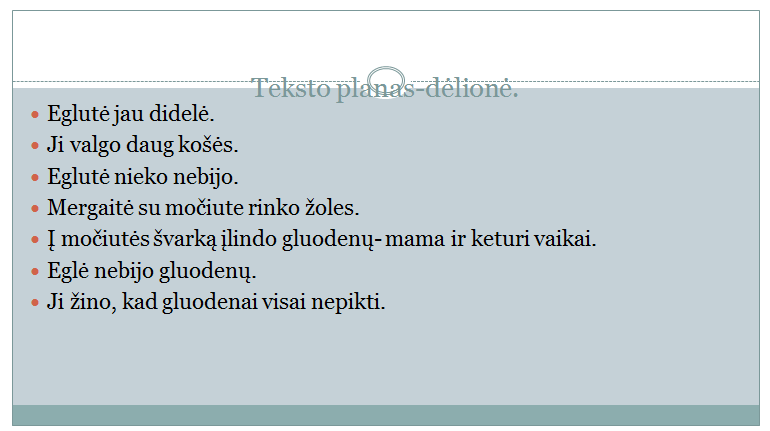 Teksto planas-dėlionė.
Eglutė jau didelė.
Ji valgo daug košės.
Eglutė nieko nebijo.
Mergaitė su močiute rinko žoles.
Į močiutės švarką įlindo gluodenų- mama ir keturi vaikai.
Eglė nebijo gluodenų.
Ji žino, kad gluodenai visai nepikti.